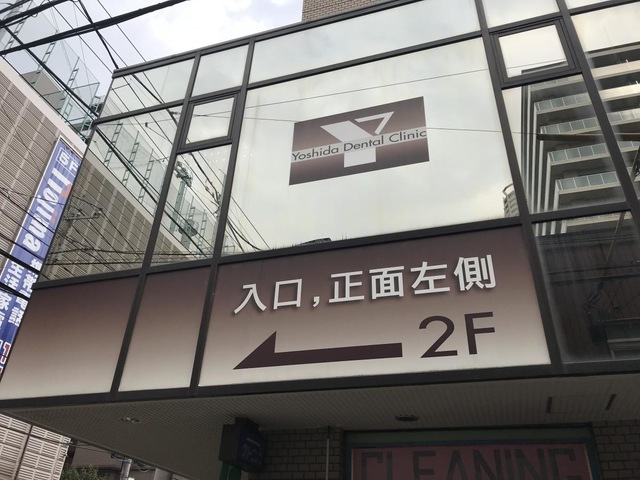 Y
Yoshida Dental Clinic
入口,正面左側
2F
CLEANING